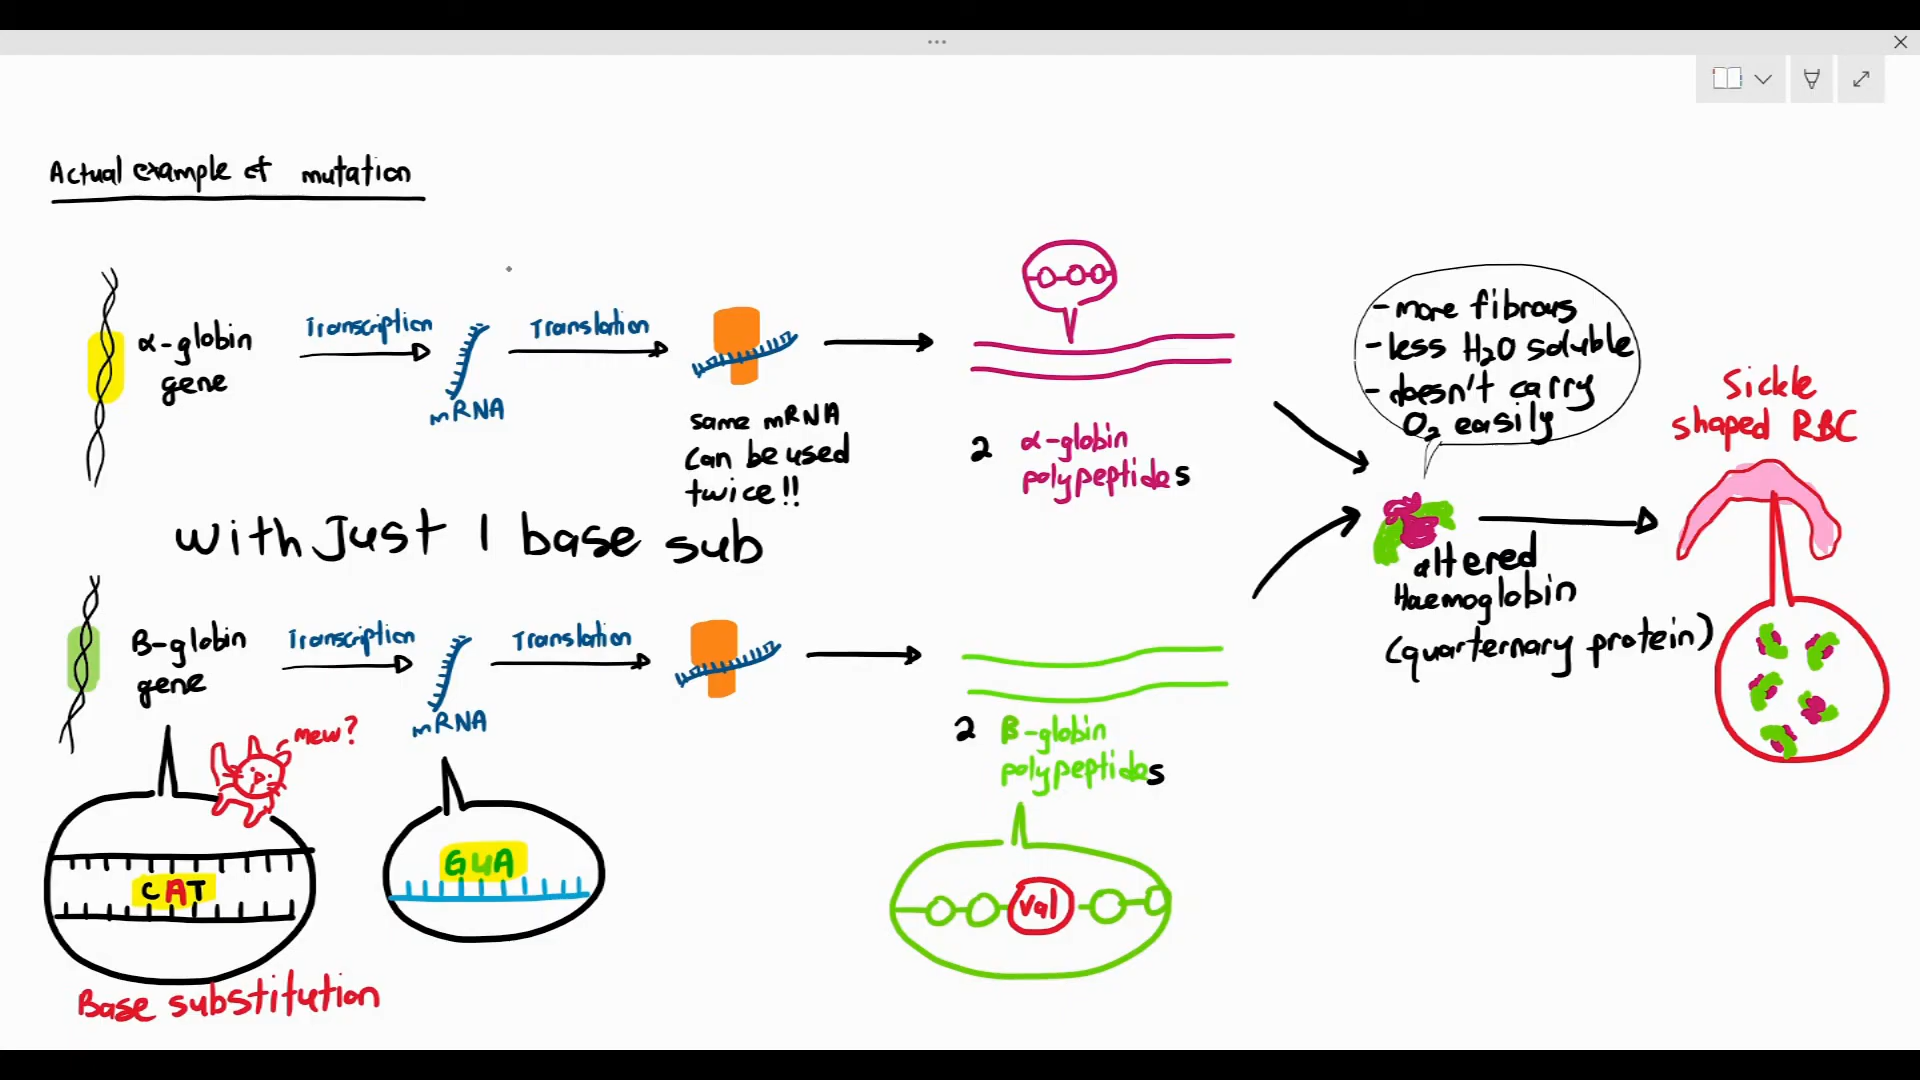 Actual example of mutation
α-globin
gene
Transcription
mRNA
Translation
same mRNA
can be used
twice!!
2 α-globin
polypeptides
- more fibrous
- less H₂O soluble
- doesn't carry
O₂ easily
altered
Haemoglobin
(quarternary protein)
Sickle
shaped RBC
with Just 1 base sub
β-globin
gene
Transcription
mRNA
Translation
2 β-globin
polypeptides
mew?
CAT
Base substitution
GUA
Val